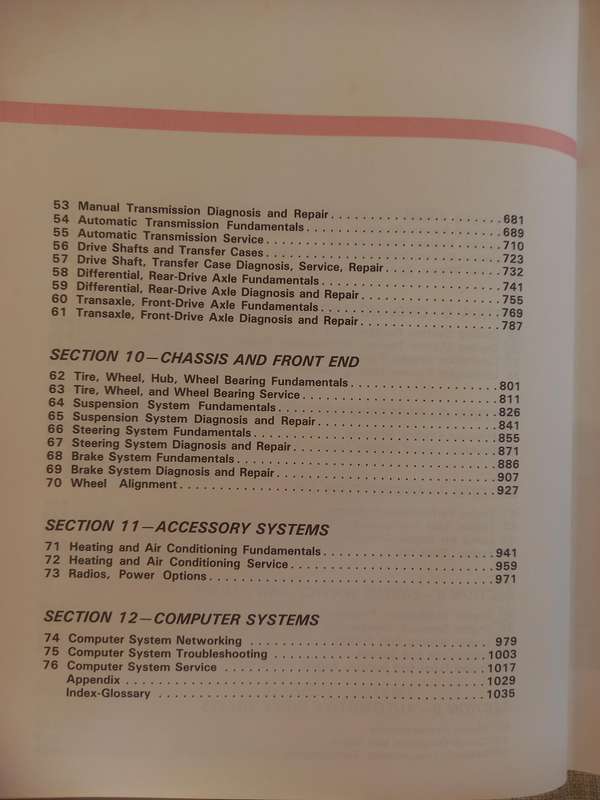 53 Manual Transmission Diagnosis and Repair.......................681
54 Automatic Transmission Fundamentals..........................689
55 Automatic Transmission Service................................710
56 Drive Shafts and Transfer Cases................................723
57 Drive Shaft, Transfer Case Diagnosis, Service, Repair...............732
58 Differential, Rear-Drive Axle Fundamentals........................741
59 Differential, Rear-Drive Axle Diagnosis and Repair..................755
60 Transaxle, Front-Drive Axle Fundamentals........................769
61 Transaxle, Front-Drive Axle Diagnosis and Repair..................787
SECTION 10—CHASSIS AND FRONT END
62 Tire, Wheel, Hub, Wheel Bearing Fundamentals...................801
63 Tire, Wheel, and Wheel Bearing Service..........................811
64 Suspension System Fundamentals.............................826
65 Suspension System Diagnosis and Repair........................841
66 Steering System Fundamentals................................855
67 Steering System Diagnosis and Repair...........................871
68 Brake System Fundamentals..................................886
69 Brake System Diagnosis and Repair.............................907
70 Wheel Alignment.........................................927
SECTION 11—ACCESSORY SYSTEMS
71 Heating and Air Conditioning Fundamentals.......................941
72 Heating and Air Conditioning Service...........................959
73 Radios, Power Options.....................................971
SECTION 12—COMPUTER SYSTEMS
74 Computer System Networking ................................ 979
75 Computer System Troubleshooting ............................1003
76 Computer System Service ..................................1017
Appendix ..............................................1029
Index-Glossary ..........................................1035